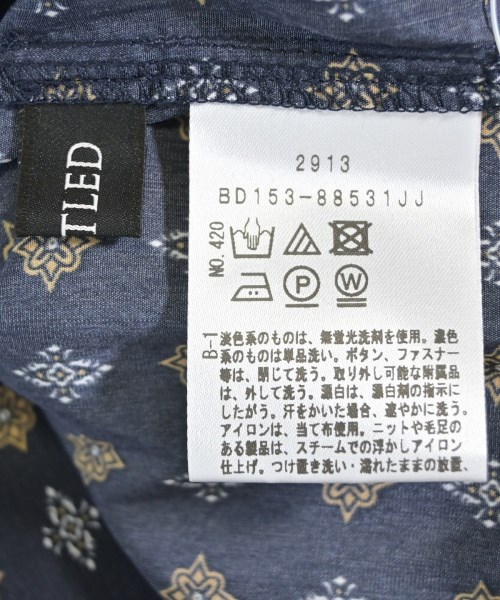 TLED
2913
BD153-88531JJ
NO.420
P
W
B-1
淡色系のものは、無蛍光洗剤を使用。濃色
系のものは単品洗い。ボタン、ファスナー
等は、閉じて洗う。取り外し可能な附属品
は、外して洗う。漂白は、漂白剤の指示に
したがう。汗をかいた場合、速やかに洗う。
アイロンは、当て布使用。ニットや毛足の
ある製品は、スチームでの浮かしアイロン
仕上げ。つけ置き洗い・濡れたままの放置、